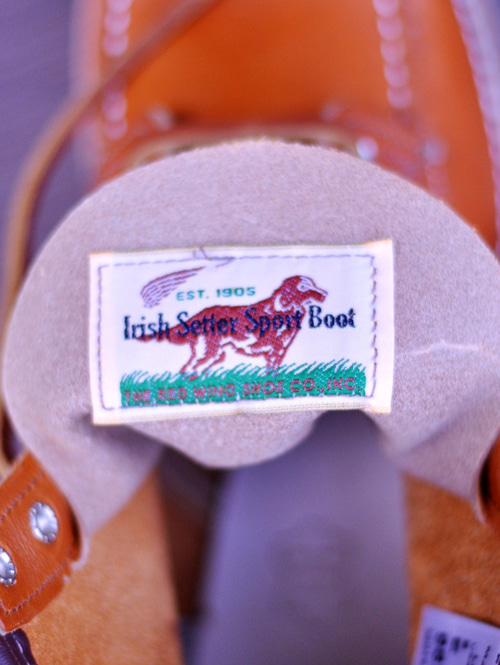 EST. 1905
Irish Setter Sport Boot
THE RED WING SHOE CO., INC.